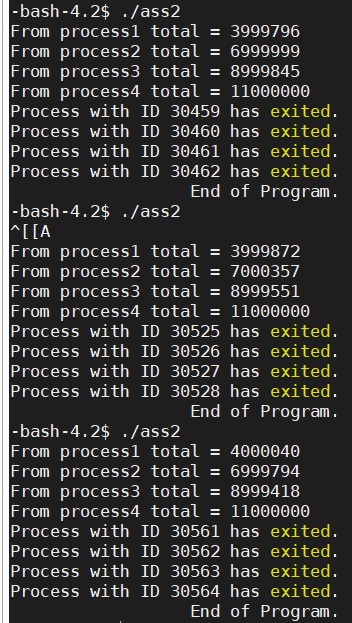 -bash-4.2$ ./ass2
From process1 total = 3999796
From process2 total = 6999999
From process3 total = 8999845
From process4 total = 11000000
Process with ID 30459 has exited.
Process with ID 30460 has exited.
Process with ID 30461 has exited.
Process with ID 30462 has exited.
End of Program.
-bash-4.2$ ./ass2
^[[A
From process1 total = 3999872
From process2 total = 7000357
From process3 total = 8999551
From process4 total = 11000000
Process with ID 30525 has exited.
Process with ID 30526 has exited.
Process with ID 30527 has exited.
Process with ID 30528 has exited.
End of Program.
-bash-4.2$ ./ass2
From process1 total = 4000040
From process2 total = 6999794
From process3 total = 8999418
From process4 total = 11000000
Process with ID 30561 has exited.
Process with ID 30562 has exited.
Process with ID 30563 has exited.
Process with ID 30564 has exited.
End of Program.